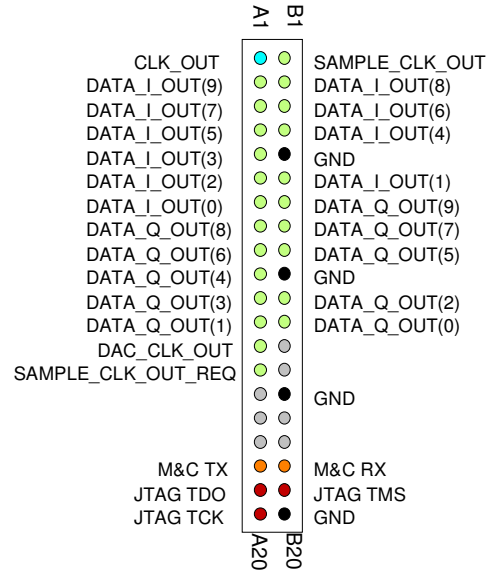 A1 B1
CLK_OUT SAMPLE_CLK_OUT
DATA_I_OUT(9) DATA_I_OUT(8)
DATA_I_OUT(7) DATA_I_OUT(6)
DATA_I_OUT(5) DATA_I_OUT(4)
DATA_I_OUT(3) GND
DATA_I_OUT(2) DATA_I_OUT(1)
DATA_I_OUT(0) DATA_Q_OUT(9)
DATA_Q_OUT(8) DATA_Q_OUT(7)
DATA_Q_OUT(6) DATA_Q_OUT(5)
DATA_Q_OUT(4) GND
DATA_Q_OUT(3) DATA_Q_OUT(2)
DATA_Q_OUT(1) DATA_Q_OUT(0)
DAC_CLK_OUT
SAMPLE_CLK_OUT_REQ
GND
M&C TX M&C RX
JTAG TDO JTAG TMS
JTAG TCK GND
A20 B20